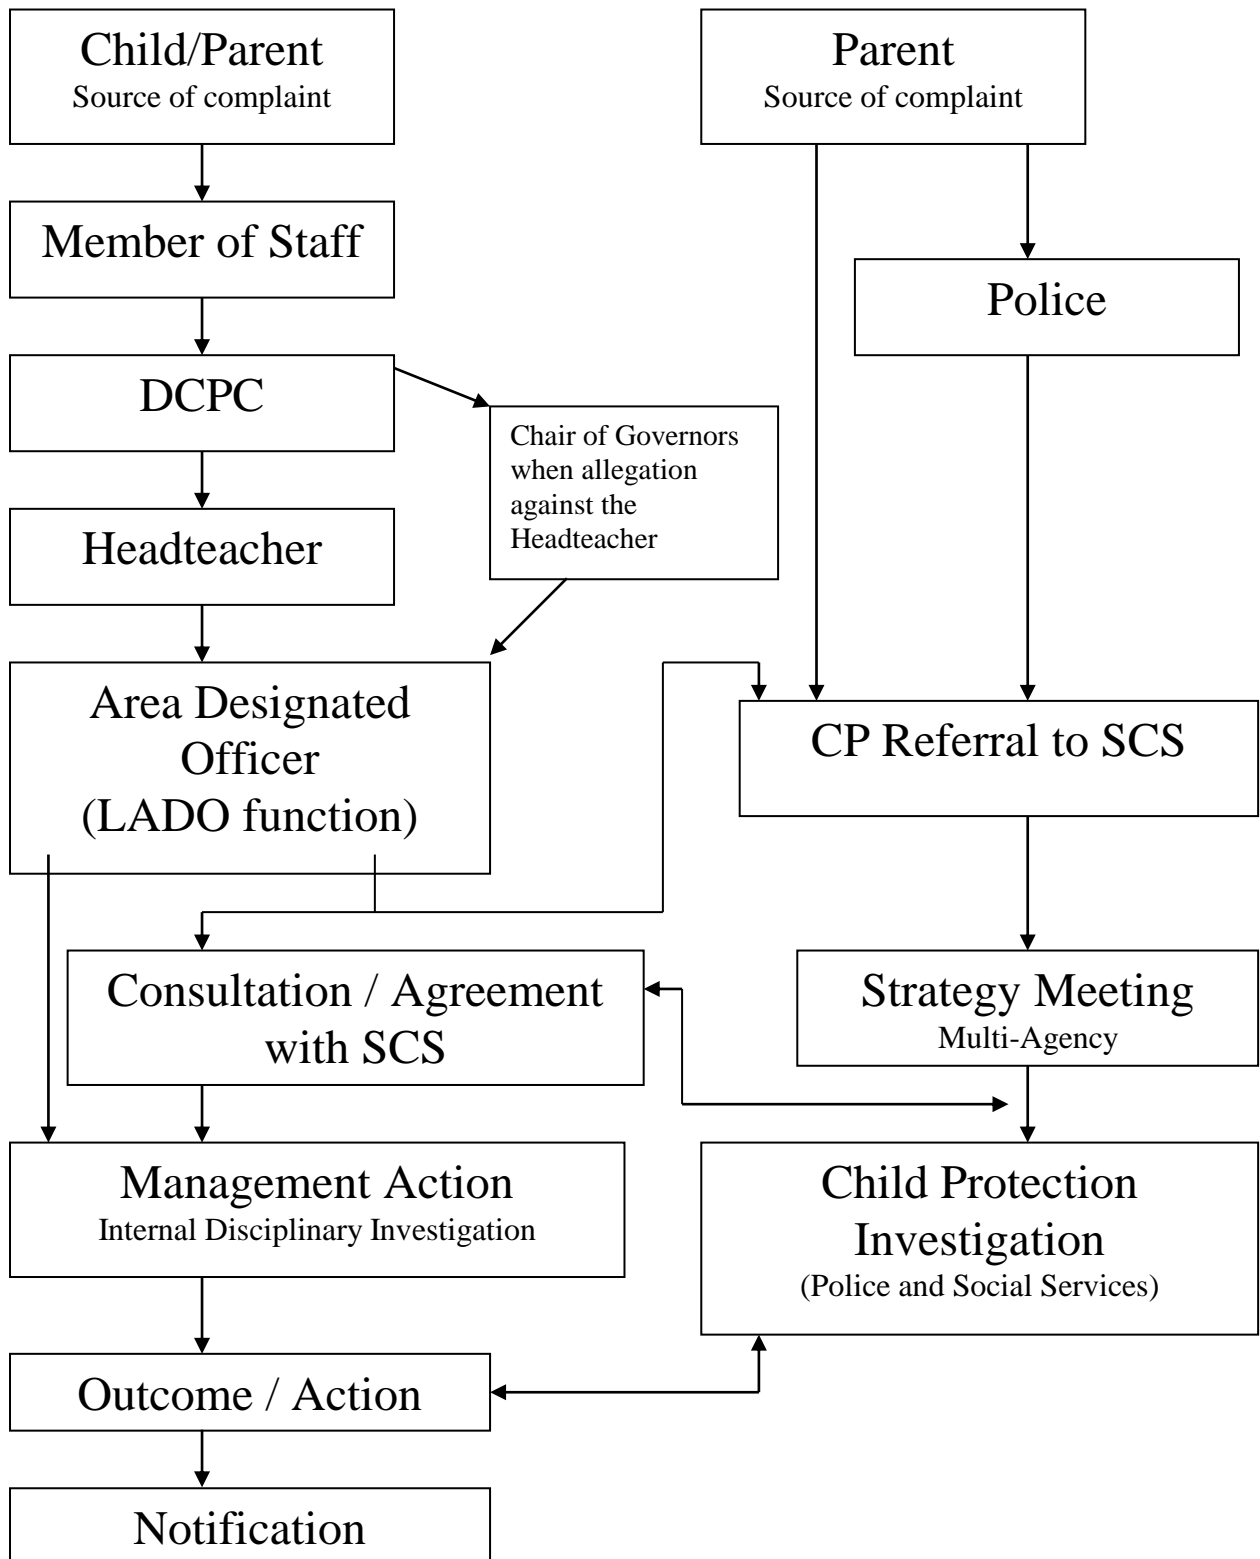 Child/Parent
Source of complaint
Parent
Source of complaint
Member of Staff
Police
DCPC
Chair of Governors
when allegation
against the
Headteacher
Headteacher
Area Designated
Officer
(LADO function)
CP Referral to SCS
Consultation / Agreement
with SCS
Strategy Meeting
Multi-Agency
Management Action
Internal Disciplinary Investigation
Child Protection
Investigation
(Police and Social Services)
Outcome / Action
Notification